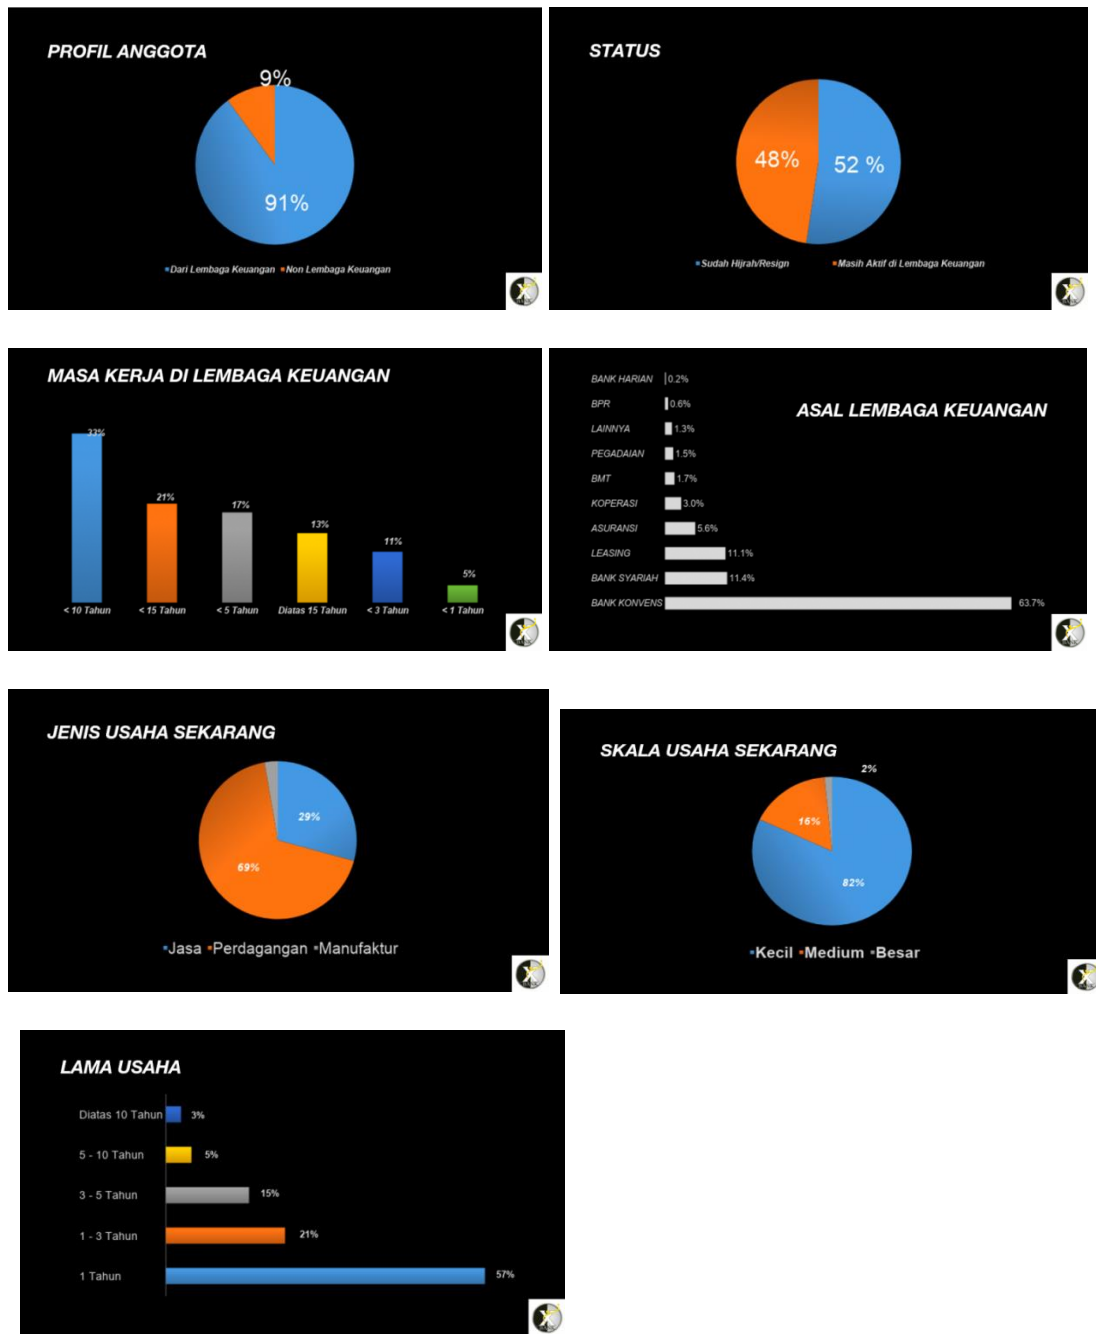 PROFIL ANGGOTA
9%
91%
Dari Lembaga Keuangan Non Lembaga Keuangan
STATUS
48% 52 %
Sudah Hijrah/Resign Masih Aktif di Lembaga Keuangan
MASA KERJA DI LEMBAGA KEUANGAN
33%
21%
17%
13%
11%
5%
< 10 Tahun < 15 Tahun < 5 Tahun Diatas 15 Tahun < 3 Tahun < 1 Tahun
ASAL LEMBAGA KEUANGAN
BANK HARIAN 0.2%
BPR 0.6%
LAINNYA 1.3%
PEGADAIAN 1.5%
BMT 1.7%
KOPERASI 3.0%
ASURANSI 5.6%
LEASING 11.1%
BANK SYARIAH 11.4%
BANK KONVENS 63.7%
JENIS USAHA SEKARANG
29%
69%
Jasa Perdagangan Manufaktur
SKALA USAHA SEKARANG
2%
16%
82%
Kecil Medium Besar
LAMA USAHA
Diatas 10 Tahun 3%
5 - 10 Tahun 5%
3 - 5 Tahun 15%
1 - 3 Tahun 21%
1 Tahun 57%